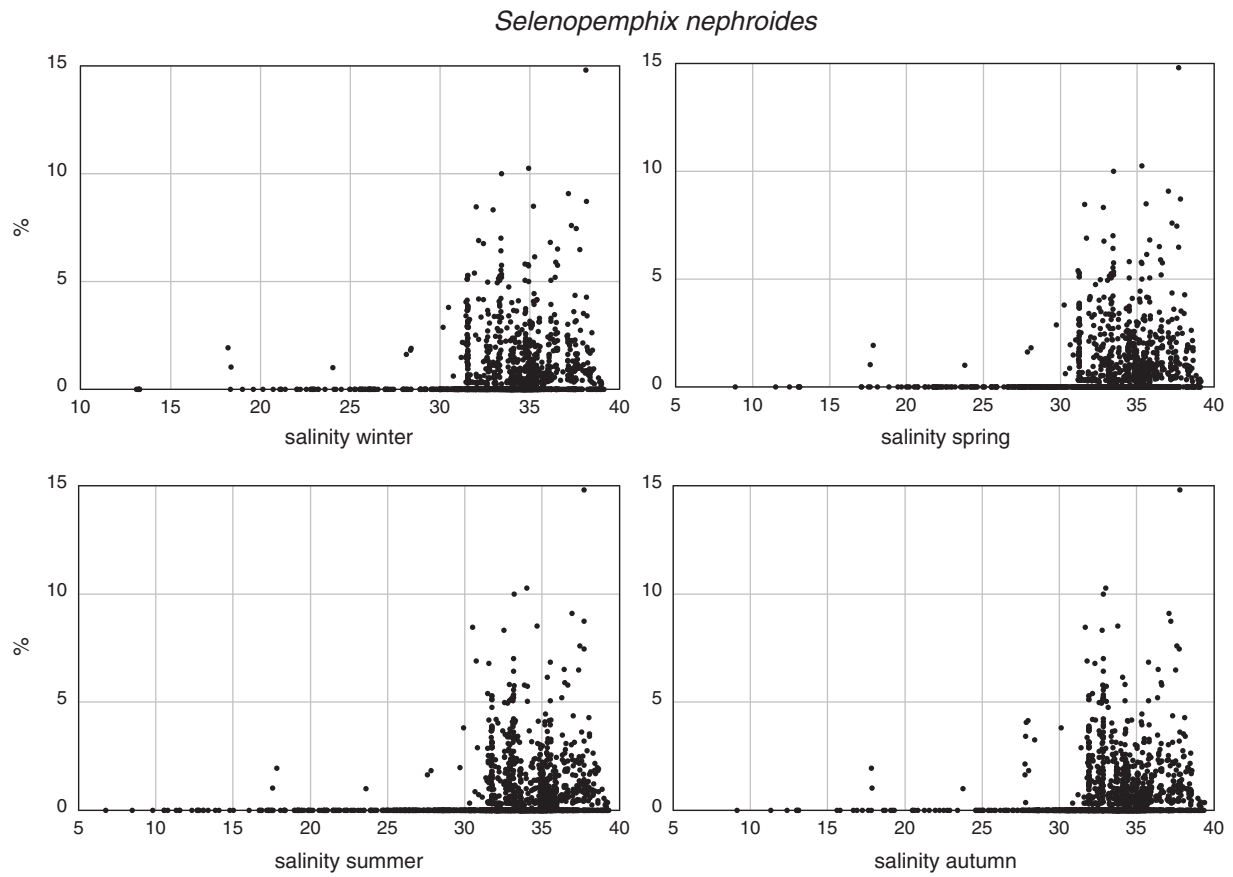 Selenopemphix nephroides
15
10
5
0
%
10 15 20 25 30 35 40
salinity winter
15
10
5
0
5 10 15 20 25 30 35 40
salinity spring
15
10
5
0
%
5 10 15 20 25 30 35 40
salinity summer
15
10
5
0
5 10 15 20 25 30 35 40
salinity autumn